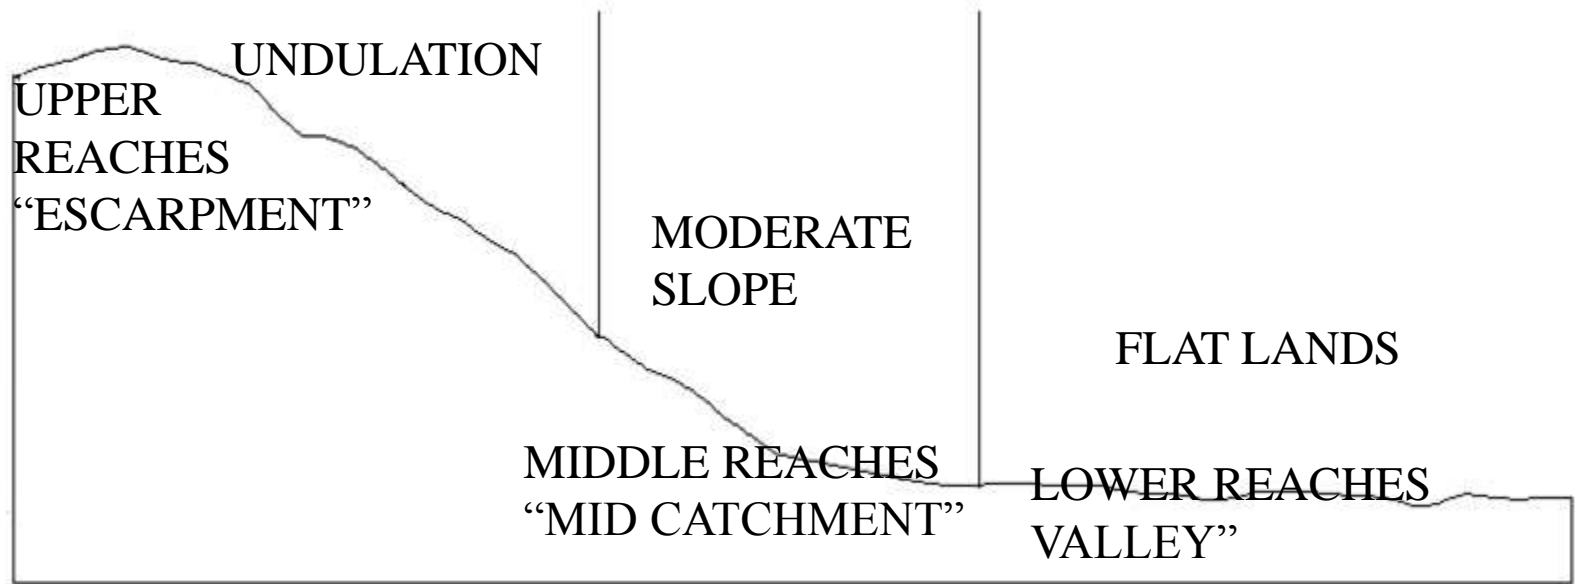 UNDULATION
UPPER
REACHES
“ESCARPMENT”
MODERATE
SLOPE
FLAT LANDS
MIDDLE REACHES
“MID CATCHMENT”
LOWER REACHES
VALLEY”